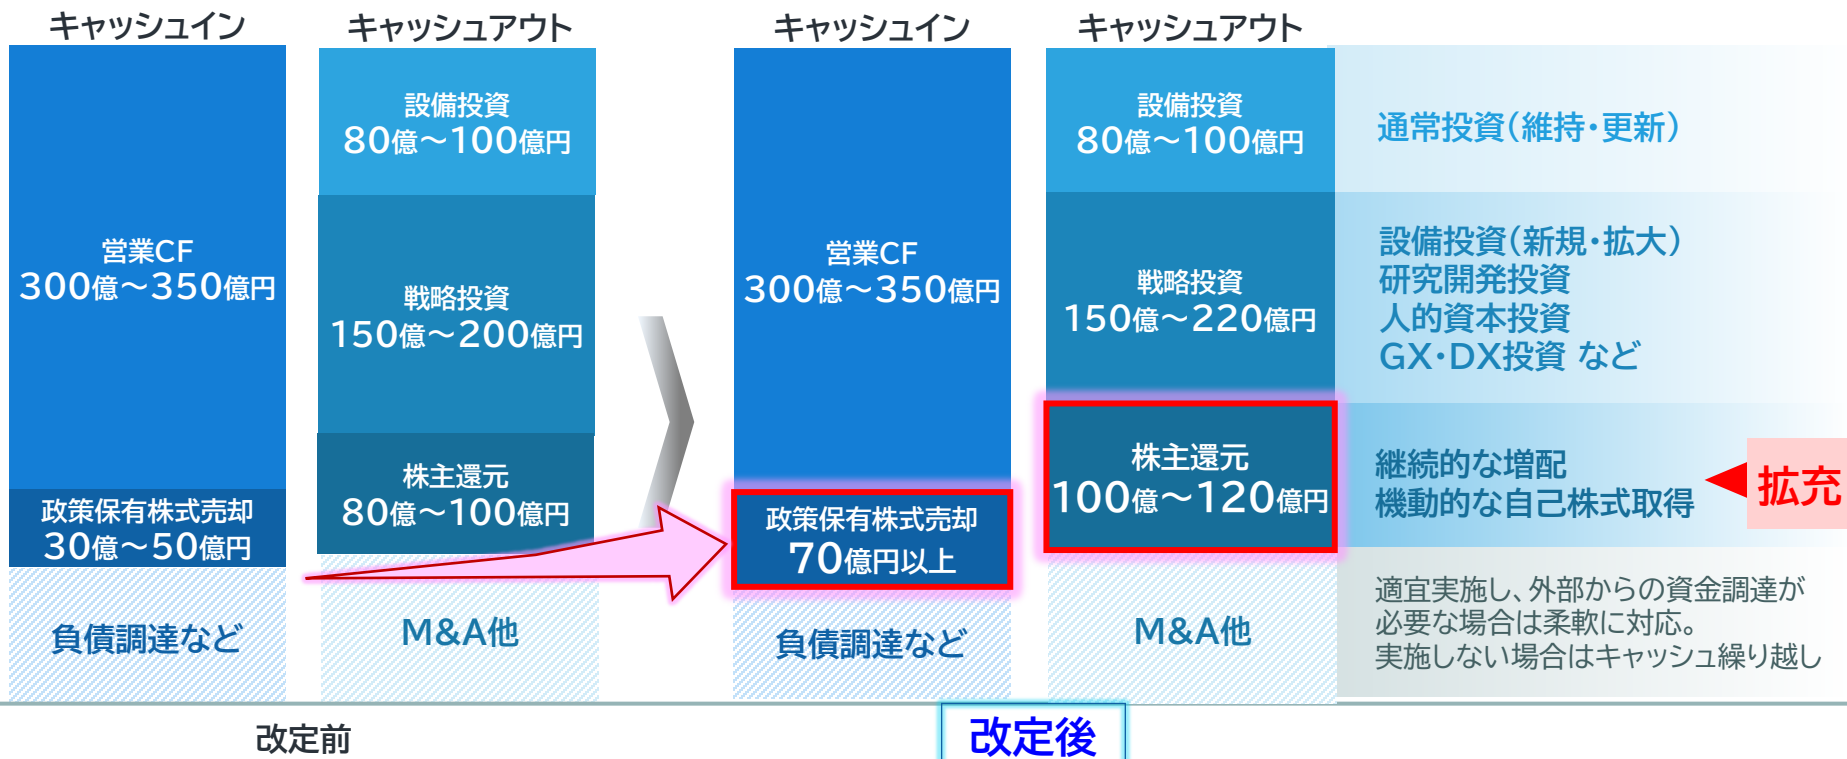 キャッシュイン
キャッシュアウト
営業CF
300億～350億円
政策保有株式売却
30億～50億円
負債調達など
設備投資
80億～100億円
戦略投資
150億～200億円
株主還元
80億～100億円
M&A他
改定前
キャッシュイン
キャッシュアウト
営業CF
300億～350億円
政策保有株式売却
70億円以上
負債調達など
設備投資
80億～100億円
戦略投資
150億～220億円
株主還元
100億～120億円
M&A他
通常投資（維持・更新）
設備投資（新規・拡大）
研究開発投資
人的資本投資
GX・DX投資 など
継続的な増配
機動的な自己株式取得
拡充
適宜実施し、外部からの資金調達が
必要な場合は柔軟に対応。
実施しない場合はキャッシュ繰り越し
改定後